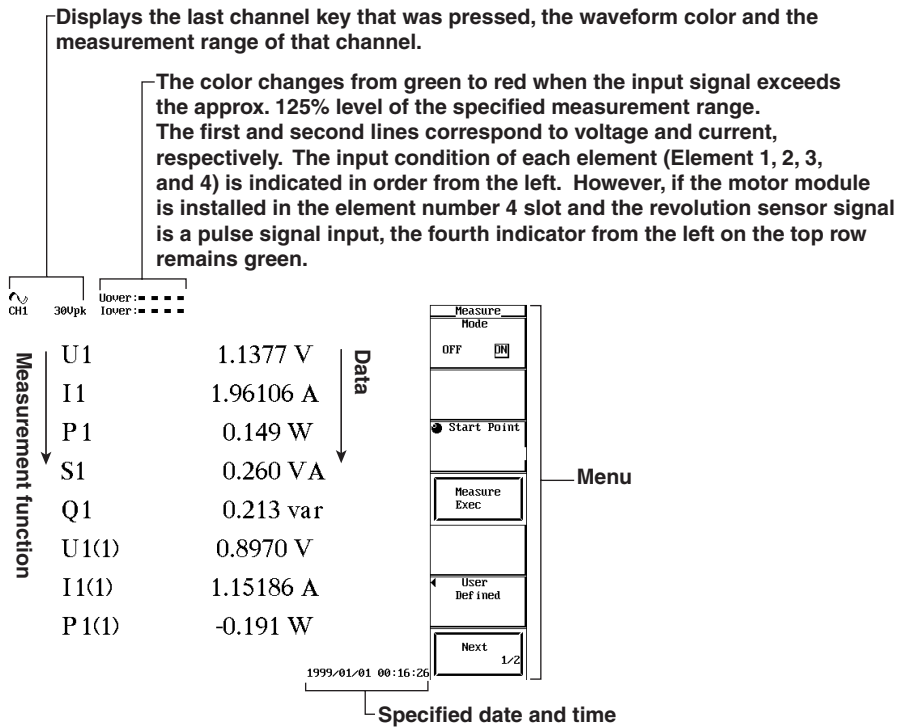 Displays the last channel key that was pressed, the waveform color and the
measurement range of that channel.
The color changes from green to red when the input signal exceeds
the approx. 125% level of the specified measurement range.
The first and second lines correspond to voltage and current,
respectively. The input condition of each element (Element 1, 2, 3,
and 4) is indicated in order from the left. However, if the motor module
is installed in the element number 4 slot and the revolution sensor signal
is a pulse signal input, the fourth indicator from the left on the top row
remains green.
CH1 30Vpk
Uover:
Iover:
Measurement function
Data
U1 1.1377 V
I1 1.96106 A
P1 0.149 W
S1 0.260 VA
Q1 0.213 var
U1(1) 0.8970 V
I1(1) 1.15186 A
P1(1) -0.191 W
Measure
Mode
OFF ON
Start Point
Measure
Exec
User
Defined
Next
1/2
Menu
1999/01/01 00:16:26
Specified date and time